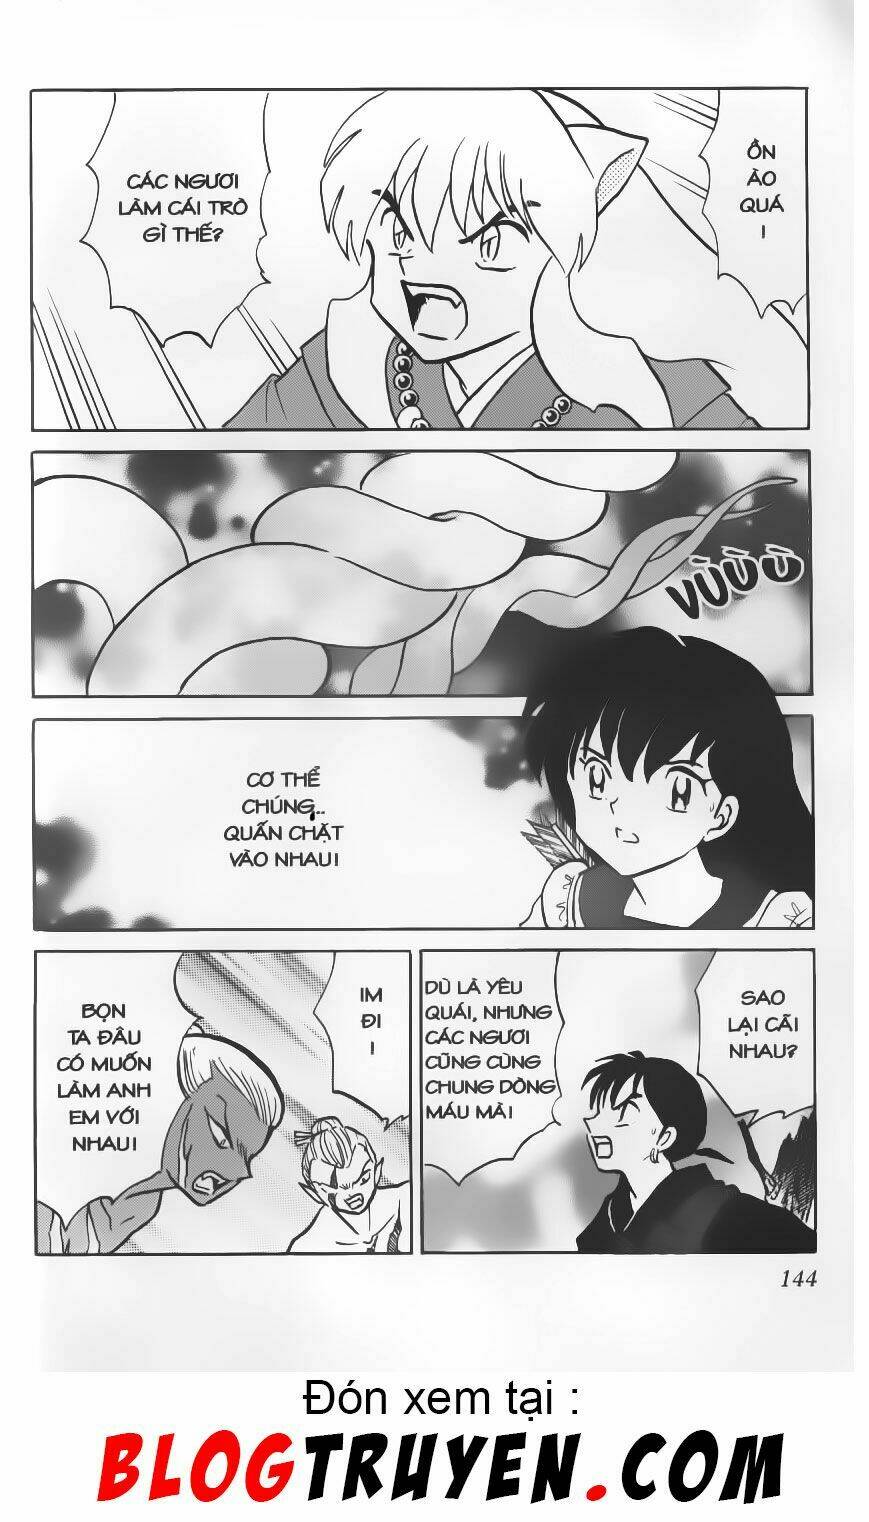 ỒN
ÀO
QUÁ
!
CÁC NGƯƠI
LÀM CÁI TRÒ
GÌ THẾ?
VÙÙÙ
CƠ THỂ
CHÚNG...
QUẤN CHẶT
VÀO NHAU!
SAO
LẠI CÃI
NHAU?
DÙ LÀ YÊU
QUÁI, NHƯNG
CÁC NGƯƠI
CŨNG CÙNG
CHUNG DÒNG
MÁU MÀ!
IM
ĐI
!
BỌN
TA ĐÂU
CÓ MUỐN
LÀM ANH
EM VỚI
NHAU!
144
Đón xem tại :
BLOGTRUYEN.COM